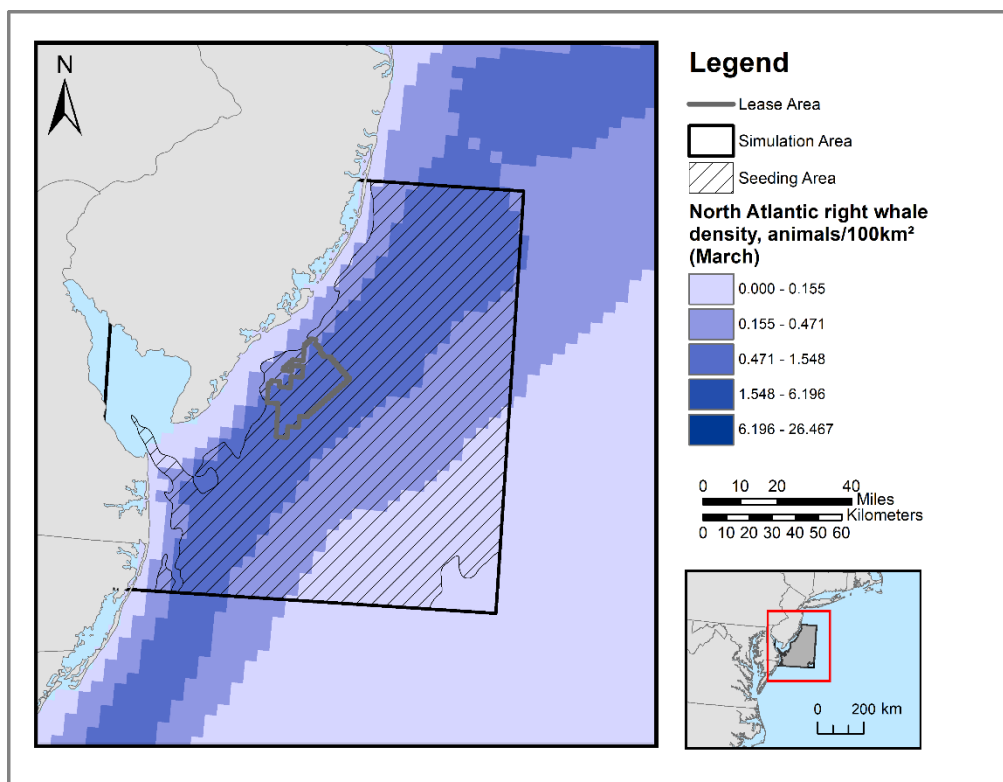 N
Legend
Lease Area
Simulation Area
Seeding Area
North Atlantic right whale
density, animals/100km²
(March)
0.000 - 0.155
0.155 - 0.471
0.471 - 1.548
1.548 - 6.196
6.196 - 26.467
0 10 20 40
Miles
Kilometers
0 10 20 30 40 50 60
0 200 km